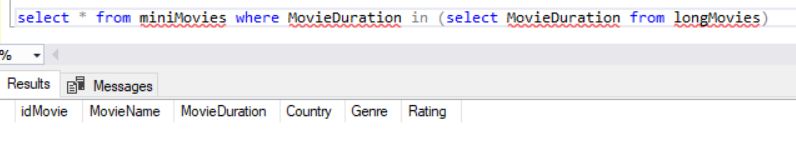 select * from miniMovies where MovieDuration in (select MovieDuration from longMovies)
%
Results Messages
idMovie MovieName MovieDuration Country Genre Rating